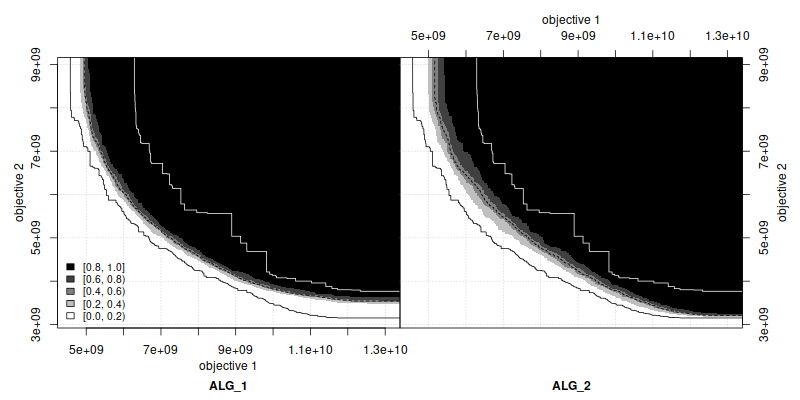 objective 1
5e+09 7e+09 9e+09 1.1e+10 1.3e+10
9e+09
7e+09
5e+09
3e+09
objective 2
[0.8, 1.0]
[0.6, 0.8)
[0.4, 0.6)
[0.2, 0.4)
[0.0, 0.2)
9e+09
7e+09
5e+09
3e+09
objective 2
5e+09 7e+09 9e+09 1.1e+10 1.3e+10
objective 1
ALG_1 ALG_2